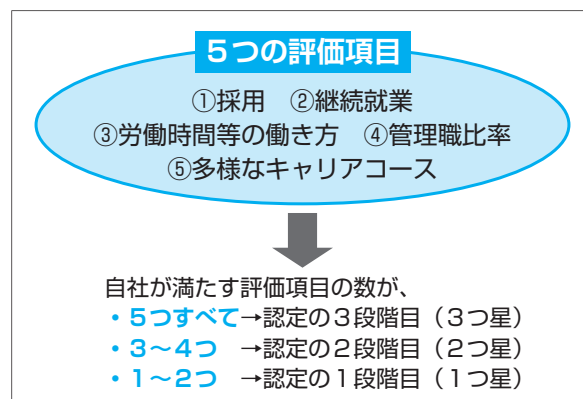 5つの評価項目
①採用　②継続就業
③労働時間等の働き方　④管理職比率
⑤多様なキャリアコース
自社が満たす評価項目の数が、
・5つすべて→認定の3段階目（3つ星）
・3～4つ　→認定の2段階目（2つ星）
・1～2つ　→認定の1段階目（1つ星）